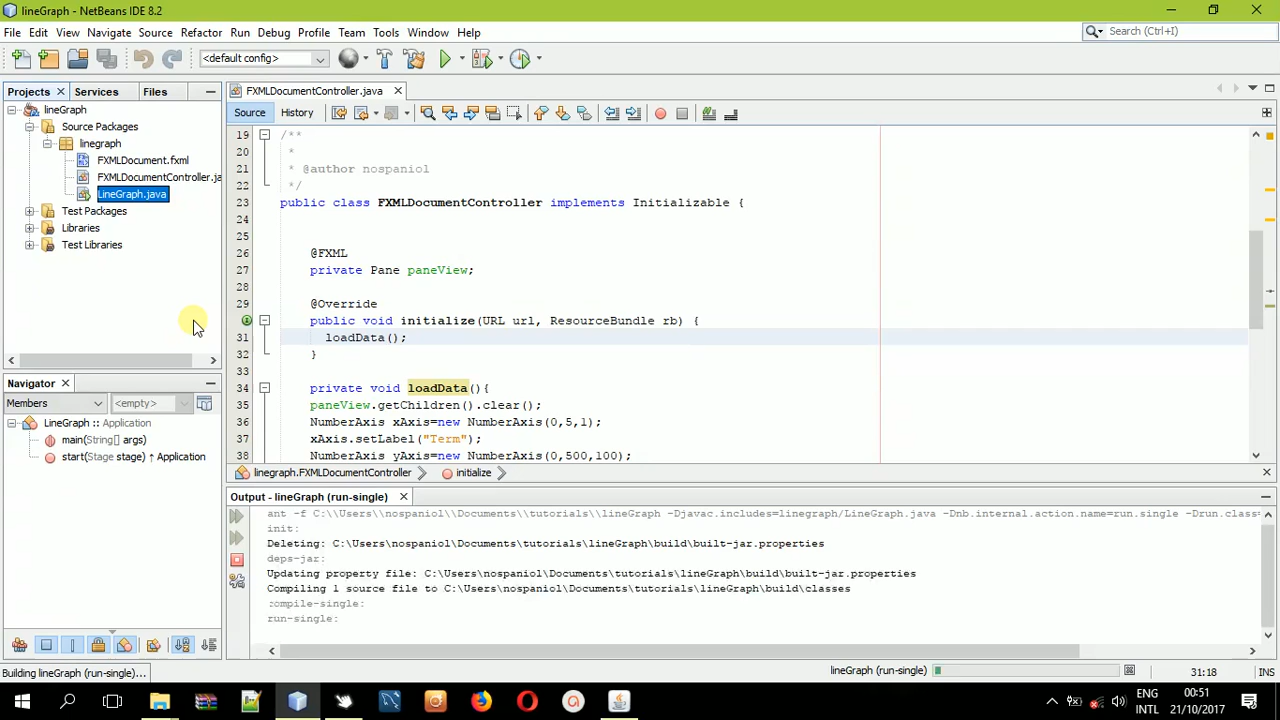 lineGraph - NetBeans IDE 8.2
File Edit View Navigate Source Refactor Run Debug Profile Team Tools Window Help
Search (Ctrl+I)
<default config>
Projects Services Files
FXMLDocumentController.java
lineGraph
Source Packages
linegraph
FXMLDocument.fxml
FXMLDocumentController.ja
LineGraph.java
Test Packages
Libraries
Test Libraries
Source History
19 /**
20 *
21 * @author nospaniol
22 */
23 public class FXMLDocumentController implements Initializable {
24
25
26 @FXML
27 private Pane paneView;
28
29 @Override
public void initialize(URL url, ResourceBundle rb) {
31 loadData();
32 }
33
34 private void loadData(){
35 paneView.getChildren().clear();
36 NumberAxis xAxis=new NumberAxis(0,5,1);
37 xAxis.setLabel("Term");
38 NumberAxis yAxis=new NumberAxis(0,500,100);
linegraph.FXMLDocumentController initialize
Navigator
Members <empty>
LineGraph :: Application
main(String[] args)
start(Stage stage) ↑ Application
Output - lineGraph (run-single)
ant -f C:\\Users\\nospaniol\\Documents\\tutorials\\lineGraph -Djavac.includes=linegraph/LineGraph.java -Dnb.internal.action.name=run.single -Drun.class=
init:
Deleting: C:\Users\nospaniol\Documents\tutorials\lineGraph\build\built-jar.properties
deps-jar:
Updating property file: C:\Users\nospaniol\Documents\tutorials\lineGraph\build\built-jar.properties
Compiling 1 source file to C:\Users\nospaniol\Documents\tutorials\lineGraph\build\classes
compile-single:
run-single:
Building lineGraph (run-single)...
lineGraph (run-single)
31:18 INS
ENG
INTL
00:51
21/10/2017